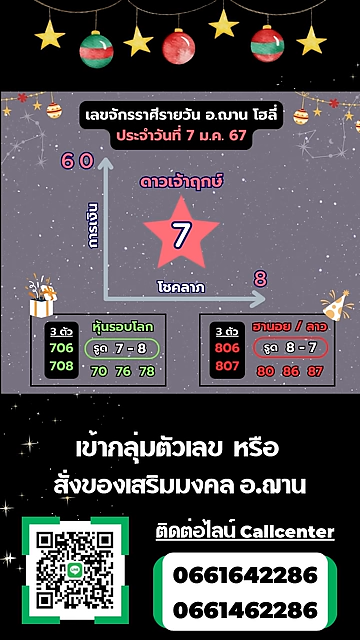 เลขจักรราศีรายวัน อ.ฌาน โฮลี่
ประจำวันที่ 7 ม.ค. 67
6 0
ดาวเจ้าฤกษ์
7
การเงิน
โชคลาภ
8
3 ตัว
706
708
หุ้นรอบโลก
รูด 7 - 8
70 76 78
3 ตัว
806
807
ฮานอย / ลาว
รูด 8 - 7
80 86 87
เข้ากลุ่มตัวเลข หรือ
สั่งของเสริมมงคล อ.ฌาน
ติดต่อไลน์ Callcenter
0661642286
0661462286
LINE